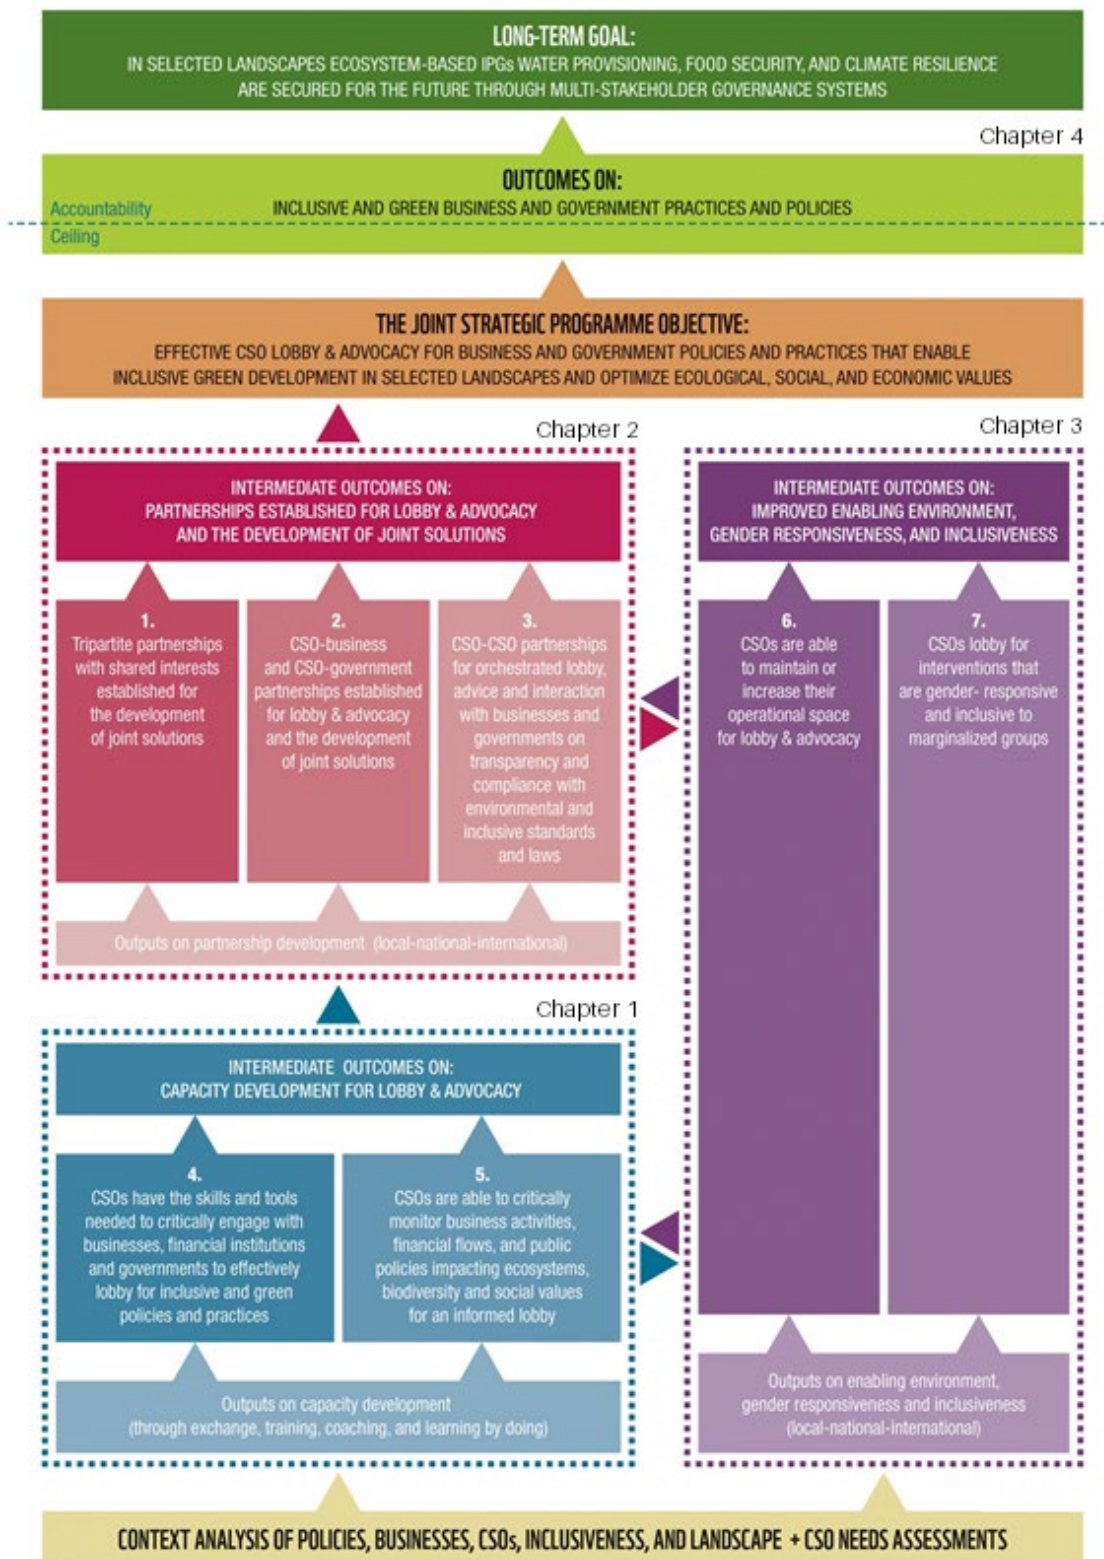 LONG-TERM GOAL:
IN SELECTED LANDSCAPES ECOSYSTEM-BASED IPGs WATER PROVISIONING, FOOD SECURITY, AND CLIMATE RESILIENCE
ARE SECURED FOR THE FUTURE THROUGH MULTI-STAKEHOLDER GOVERNANCE SYSTEMS
Chapter 4
OUTCOMES ON:
INCLUSIVE AND GREEN BUSINESS AND GOVERNMENT PRACTICES AND POLICIES
Accountability
Ceiling
THE JOINT STRATEGIC PROGRAMME OBJECTIVE:
EFFECTIVE CSO LOBBY & ADVOCACY FOR BUSINESS AND GOVERNMENT POLICIES AND PRACTICES THAT ENABLE
INCLUSIVE GREEN DEVELOPMENT IN SELECTED LANDSCAPES AND OPTIMIZE ECOLOGICAL, SOCIAL, AND ECONOMIC VALUES
Chapter 2
INTERMEDIATE OUTCOMES ON:
PARTNERSHIPS ESTABLISHED FOR LOBBY & ADVOCACY
AND THE DEVELOPMENT OF JOINT SOLUTIONS
1.
Tripartite partnerships
with shared interests
established for
the development
of joint solutions
2.
CSO-business
and CSO-government
partnerships established
for lobby & advocacy
and the development
of joint solutions
3.
CSO-CSO partnerships
for orchestrated lobby,
advice and interaction
with businesses and
governments on
transparency and
compliance with
environmental and
inclusive standards
and laws
Outputs on partnership development (local-national-international)
Chapter 3
INTERMEDIATE OUTCOMES ON:
IMPROVED ENABLING ENVIRONMENT,
GENDER RESPONSIVENESS, AND INCLUSIVENESS
6.
CSOs are able
to maintain or
increase their
operational space
for lobby & advocacy
7.
CSOs lobby for
interventions that
are gender- responsive
and inclusive to
marginalized groups
Outputs on enabling environment,
gender responsiveness and inclusiveness
(local-national-international)
Chapter 1
INTERMEDIATE OUTCOMES ON:
CAPACITY DEVELOPMENT FOR LOBBY & ADVOCACY
4.
CSOs have the skills and tools
needed to critically engage with
businesses, financial institutions
and governments to effectively
lobby for inclusive and green
policies and practices
5.
CSOs are able to critically
monitor business activities,
financial flows, and public
policies impacting ecosystems,
biodiversity and social values
for an informed lobby
Outputs on capacity development
(through exchange, training, coaching, and learning by doing)
CONTEXT ANALYSIS OF POLICIES, BUSINESSES, CSOs, INCLUSIVENESS, AND LANDSCAPE + CSO NEEDS ASSESSMENTS